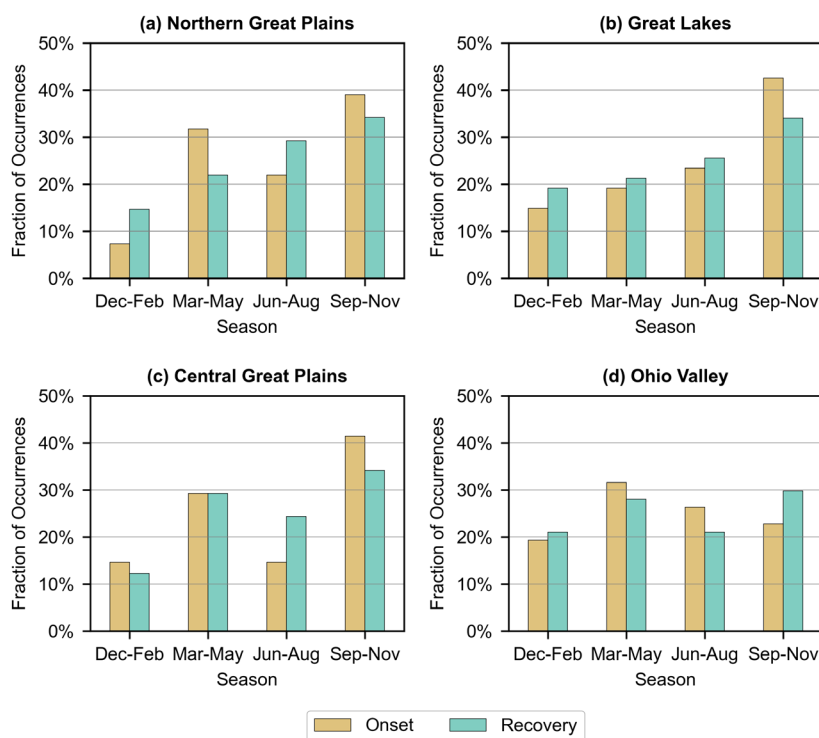 (a) Northern Great Plains
50%
40%
30%
20%
10%
0%
Fraction of Occurrences
Dec-Feb Mar-May Jun-Aug Sep-Nov
Season
(b) Great Lakes
50%
40%
30%
20%
10%
0%
Fraction of Occurrences
Dec-Feb Mar-May Jun-Aug Sep-Nov
Season
(c) Central Great Plains
50%
40%
30%
20%
10%
0%
Fraction of Occurrences
Dec-Feb Mar-May Jun-Aug Sep-Nov
Season
(d) Ohio Valley
50%
40%
30%
20%
10%
0%
Fraction of Occurrences
Dec-Feb Mar-May Jun-Aug Sep-Nov
Season
Onset Recovery